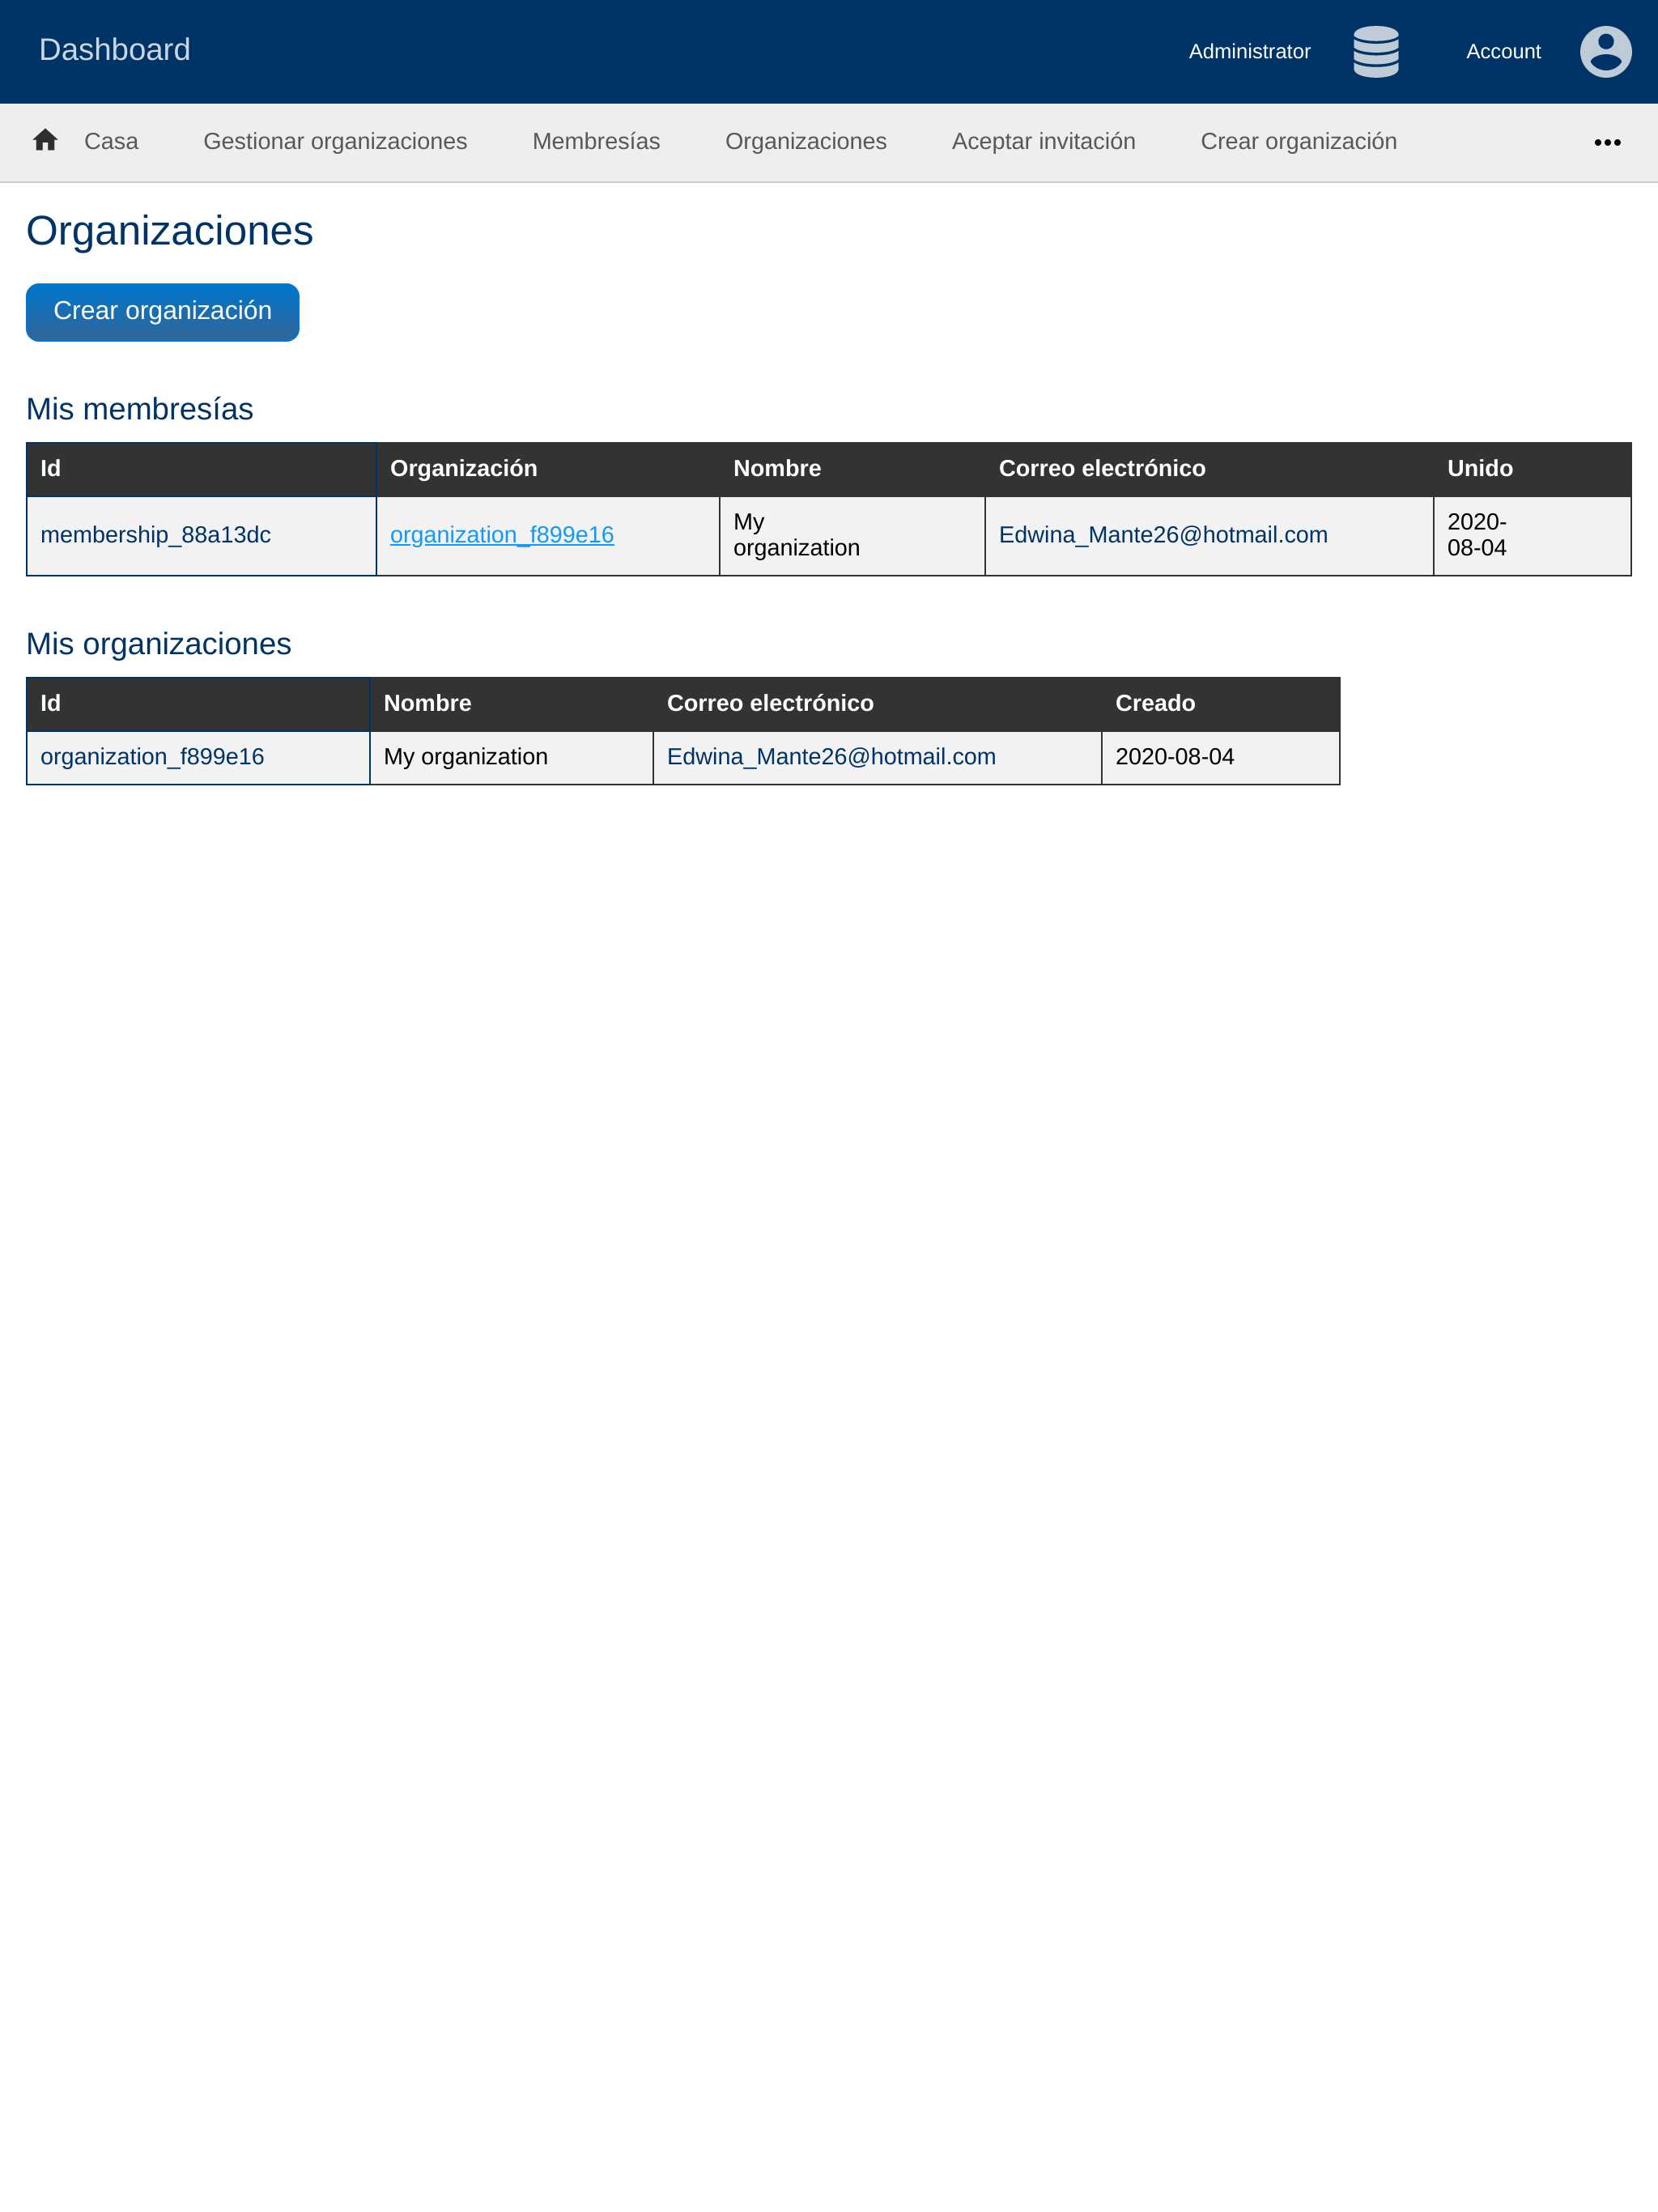 Dashboard
Administrator
Account
Casa
Gestionar organizaciones
Membresías
Organizaciones
Aceptar invitación
Crear organización
Organizaciones
Crear organización
Mis membresías
Id
Organización
Nombre
Correo electrónico
Unido
membership_88a13dc
organization_f899e16
My
organization
Edwina_Mante26@hotmail.com
2020-
08-04
Mis organizaciones
Id
Nombre
Correo electrónico
Creado
organization_f899e16
My organization
Edwina_Mante26@hotmail.com
2020-08-04